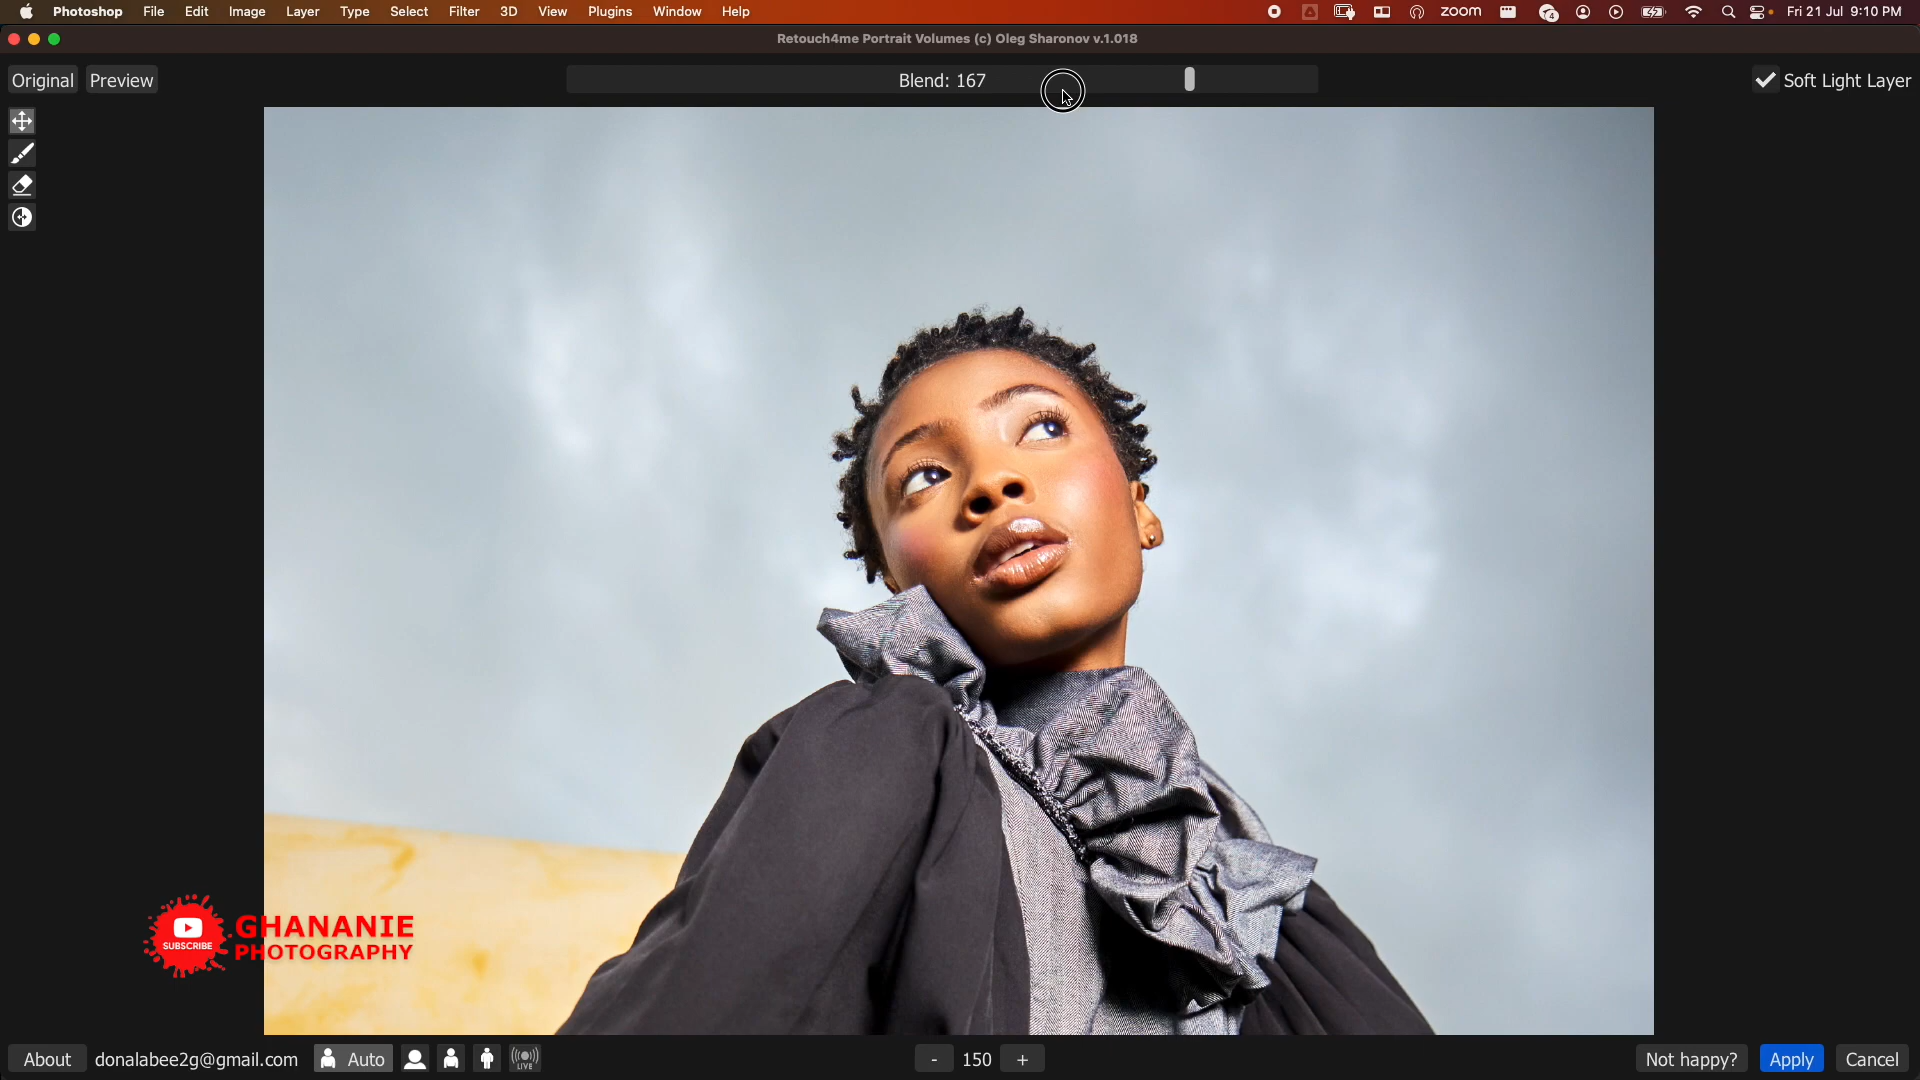 Photoshop File Edit Image Layer Type Select Filter 3D View Plugins Window Help zoom 4 Fri 21 Jul 9:10 PM
Retouch4me Portrait Volumes (c) Oleg Sharonov v.1.018
Original Preview Blend: 167 Soft Light Layer
GHANANIE
SUBSCRIBE
PHOTOGRAPHY
About donalabee2g@gmail.com Auto LIVE - 150 + Not happy? Apply Cancel